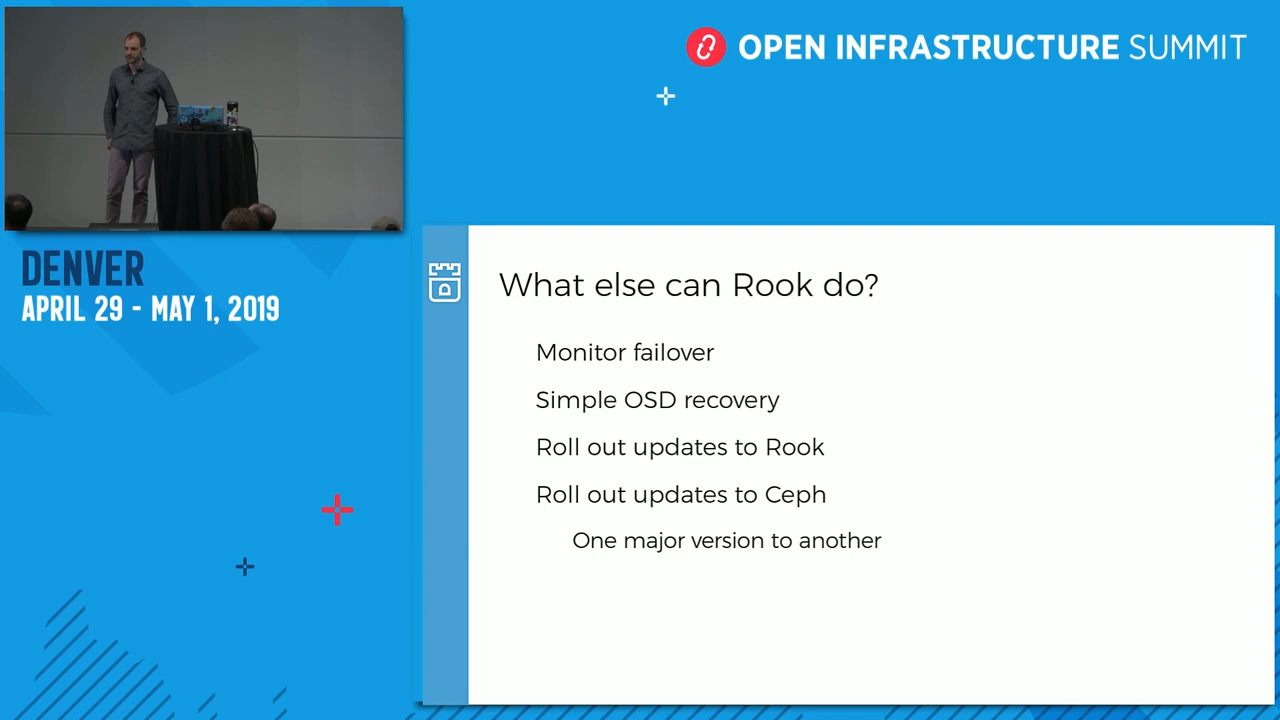 OPEN INFRASTRUCTURE SUMMIT
DENVER
APRIL 29 - MAY 1, 2019
What else can Rook do?
Monitor failover
Simple OSD recovery
Roll out updates to Rook
Roll out updates to Ceph
One major version to another